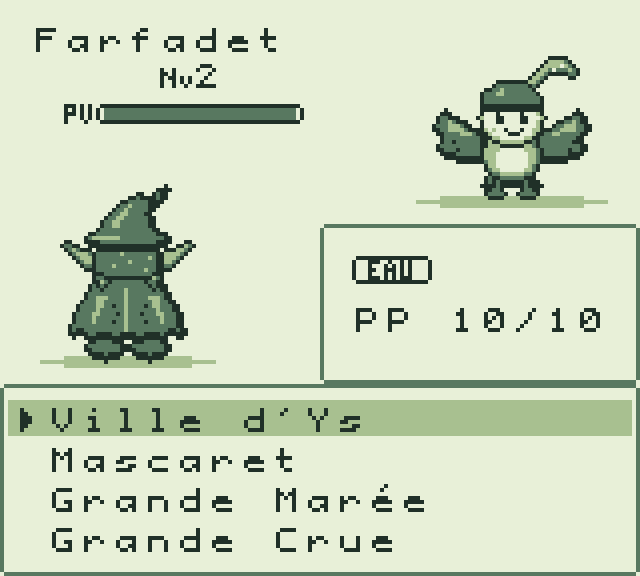 Farfadet
Nv2
PV
EAU
PP 10/10
Ville d'Ys
Mascaret
Grande Marée
Grande Crue